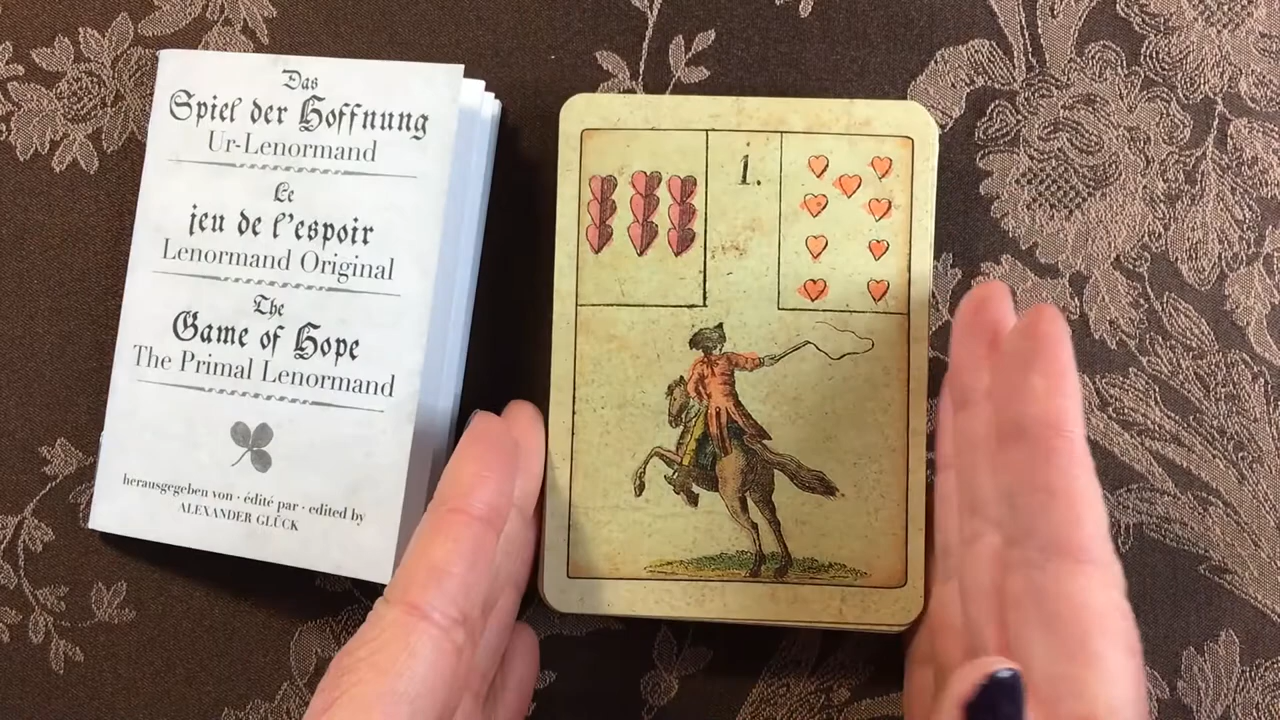 Das
Spiel der Hoffnung
Ur-Lenormand
Le
jeu de l'espoir
Lenormand Original
The
Game of Hope
The Primal Lenormand
herausgegeben von · édité par · edited by
ALEXANDER GLÜCK
1.